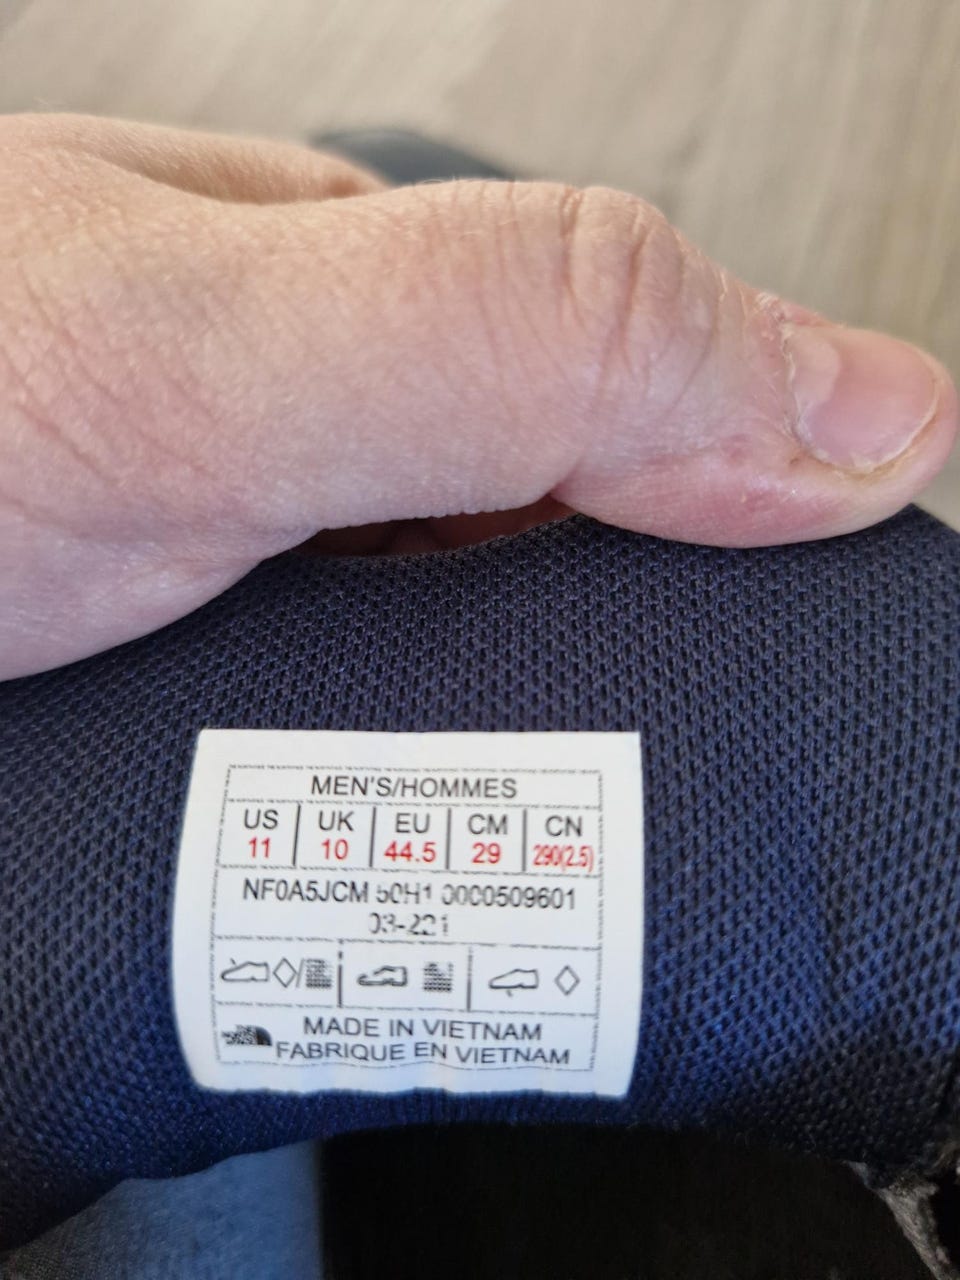 MEN'S/HOMMES
US UK EU CM CN
11 10 44.5 29 290(2.5)
NF0A5JCM 50H1 0000509601
03-221
MADE IN VIETNAM
FABRIQUE EN VIETNAM